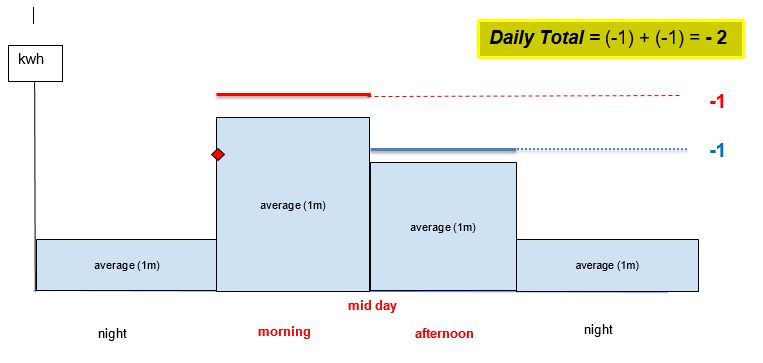 Daily Total = (-1) + (-1) = - 2
kwh
-1
-1
average (1m)
average (1m)
average (1m)
average (1m)
mid day
night
morning
afternoon
night